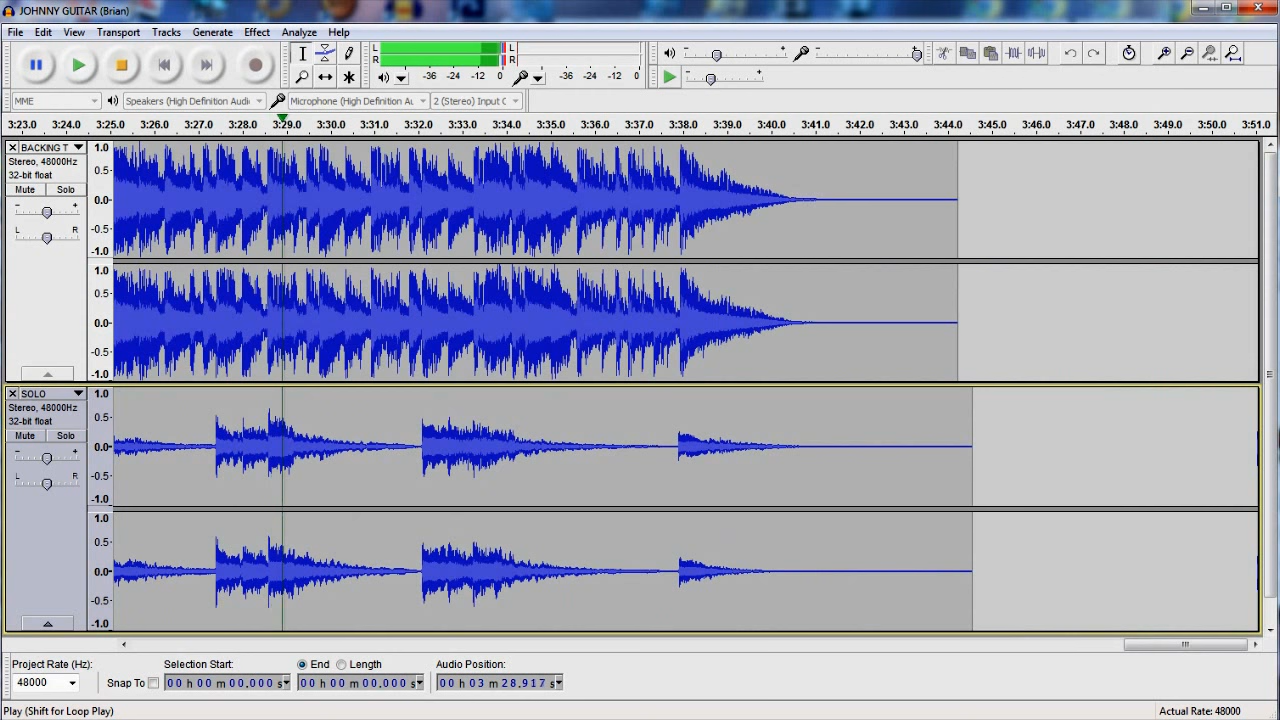 JOHNNY GUITAR (Brian)
File Edit View Transport Tracks Generate Effect Analyze Help
L L
R R
-36 -24 -12 0 -36 -24 -12 0
MME Speakers (High Definition Audio Microphone (High Definition Au 2 (Stereo) Input C
3:23.0 3:24.0 3:25.0 3:26.0 3:27.0 3:28.0 3:29.0 3:30.0 3:31.0 3:32.0 3:33.0 3:34.0 3:35.0 3:36.0 3:37.0 3:38.0 3:39.0 3:40.0 3:41.0 3:42.0 3:43.0 3:44.0 3:45.0 3:46.0 3:47.0 3:48.0 3:49.0 3:50.0 3:51.0
BACKING T
Stereo, 48000Hz
32-bit float
Mute Solo
- +
L R
1.0
0.5
0.0
-0.5
-1.0
1.0
0.5
0.0
-0.5
-1.0
SOLO
Stereo, 48000Hz
32-bit float
Mute Solo
- +
L R
1.0
0.5
0.0
-0.5
-1.0
1.0
0.5
0.0
-0.5
-1.0
Project Rate (Hz): Selection Start: End Length Audio Position:
48000 Snap To 00 h 00 m 00.000 s 00 h 00 m 00.000 s 00 h 03 m 28.917 s
Play (Shift for Loop Play) Actual Rate: 48000